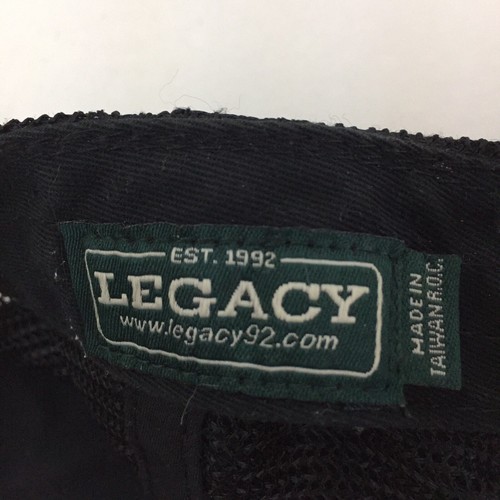 EST. 1992
LEGACY
www.legacy92.com
MADE IN
TAIWAN R.O.C.